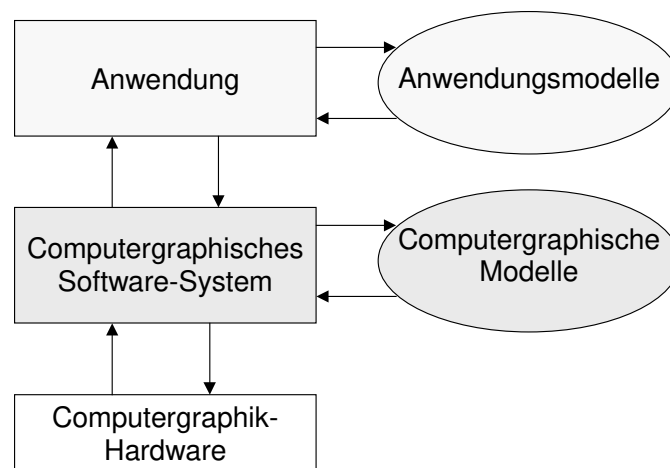 Anwendung
Anwendungsmodelle
Computergraphisches
Software-System
Computergraphische
Modelle
Computergraphik-
Hardware